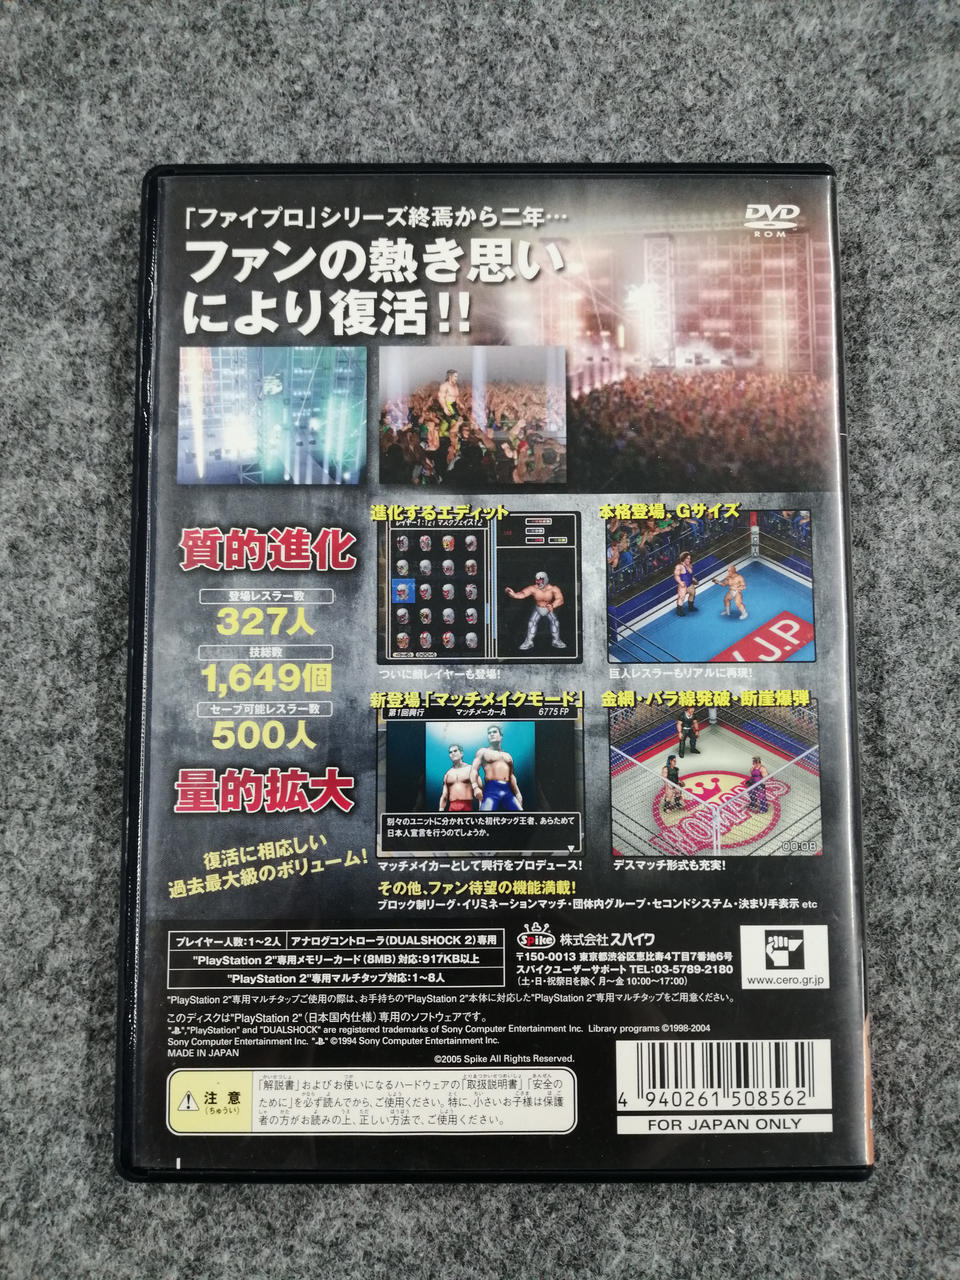 「ファイプロ」シリーズ終焉から二年…
ファンの熱き思い
により復活!!
DVD
ROM
質的進化
登場レスラー数
327人
技総数
1,649個
セーブ可能レスラー数
500人
量的拡大
復活に相応しい
過去最大級のボリューム!
進化するエディット
レイヤー1:121 マスクフェイス12
ついに顔レイヤーも登場!
本格登場,Gサイズ
J.P
巨人レスラーもリアルに再現!
新登場「マッチメイクモード」
第1回興行 マッチメーカーA 6775 FP
別々のユニットに分かれていた初代タッグ王者、あらためて
日本人宣言を行うのでしょうか。
マッチメイカーとして興行をプロデュース!
金網・バラ線発破・断崖爆弾
WOMAN'S
00:08
デスマッチ形式も充実!
その他、ファン待望の機能満載!
ブロック制リーグ・イリミネーションマッチ・団体内グループ・セコンドシステム・決まり手表示 etc
プレイヤー人数:1~2人 アナログコントローラ(DUALSHOCK 2)専用
"PlayStation 2"専用メモリーカード(8MB)対応:917KB以上
"PlayStation 2"専用マルチタップ対応:1~8人
Spike 株式会社 スパイク
〒150-0013 東京都渋谷区恵比寿4丁目7番地6号
スパイクユーザーサポート TEL:03-5789-2180
(土・日・祝祭日を除く 月~金 10:00~17:00)
www.cero.gr.jp
"PlayStation 2"専用マルチタップご使用の際は、お手持ちの"PlayStation 2"本体に対応した"PlayStation 2"専用マルチタップをご用意ください。
このディスクは"PlayStation 2"(日本国内仕様)専用のソフトウェアです。
" ","PlayStation" and "DUALSHOCK" are registered trademarks of Sony Computer Entertainment Inc. Library programs ©1998-2004
Sony Computer Entertainment Inc. " " ©1994 Sony Computer Entertainment Inc.
MADE IN JAPAN
©2005 Spike All Rights Reserved.
注意
(ちゅうい)
「解説書」およびお使いになるハードウェアの「取扱説明書」「安全の
ために」を必ず読んでから、ご使用ください。特に、小さいお子様は保護
者の方がお読みの上、正しい方法で、ご使用ください。
4 940261 508562
FOR JAPAN ONLY